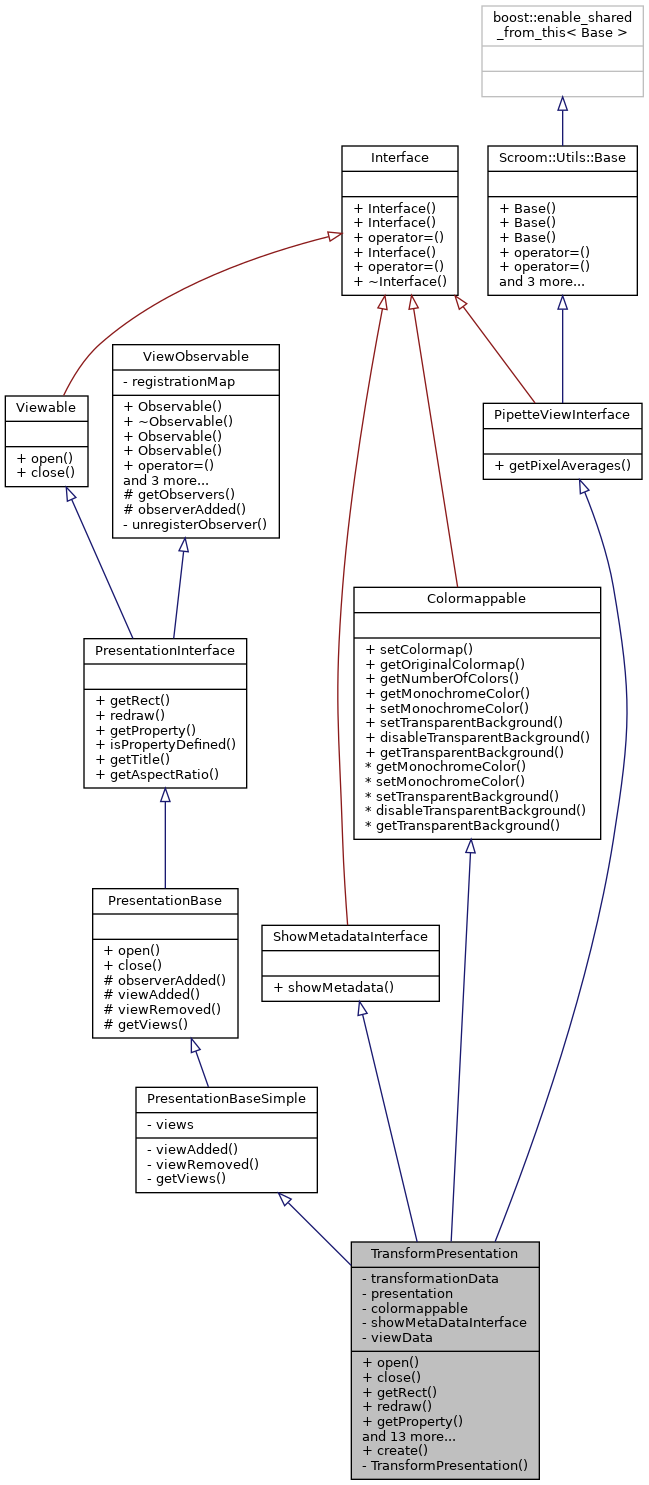 boost::enable_shared
_from_this< Base >
Interface
+ Interface()
+ Interface()
+ operator=()
+ Interface()
+ operator=()
+ ~Interface()
Scroom::Utils::Base
+ Base()
+ Base()
+ Base()
+ operator=()
+ operator=()
and 3 more...
ViewObservable
- registrationMap
+ Observable()
+ ~Observable()
+ Observable()
+ Observable()
+ operator=()
and 3 more...
# getObservers()
# observerAdded()
- unregisterObserver()
Viewable
+ open()
+ close()
PipetteViewInterface
+ getPixelAverages()
Colormappable
+ setColormap()
+ getOriginalColormap()
+ getNumberOfColors()
+ getMonochromeColor()
+ setMonochromeColor()
+ setTransparentBackground()
+ disableTransparentBackground()
+ getTransparentBackground()
* getMonochromeColor()
* setMonochromeColor()
* setTransparentBackground()
* disableTransparentBackground()
* getTransparentBackground()
PresentationInterface
+ getRect()
+ redraw()
+ getProperty()
+ isPropertyDefined()
+ getTitle()
+ getAspectRatio()
PresentationBase
+ open()
+ close()
# observerAdded()
# viewAdded()
# viewRemoved()
# getViews()
ShowMetadataInterface
+ showMetadata()
PresentationBaseSimple
- views
- viewAdded()
- viewRemoved()
- getViews()
TransformPresentation
- transformationData
- presentation
- colormappable
- showMetaDataInterface
- viewData
+ open()
+ close()
+ getRect()
+ redraw()
+ getProperty()
and 13 more...
+ create()
- TransformPresentation()